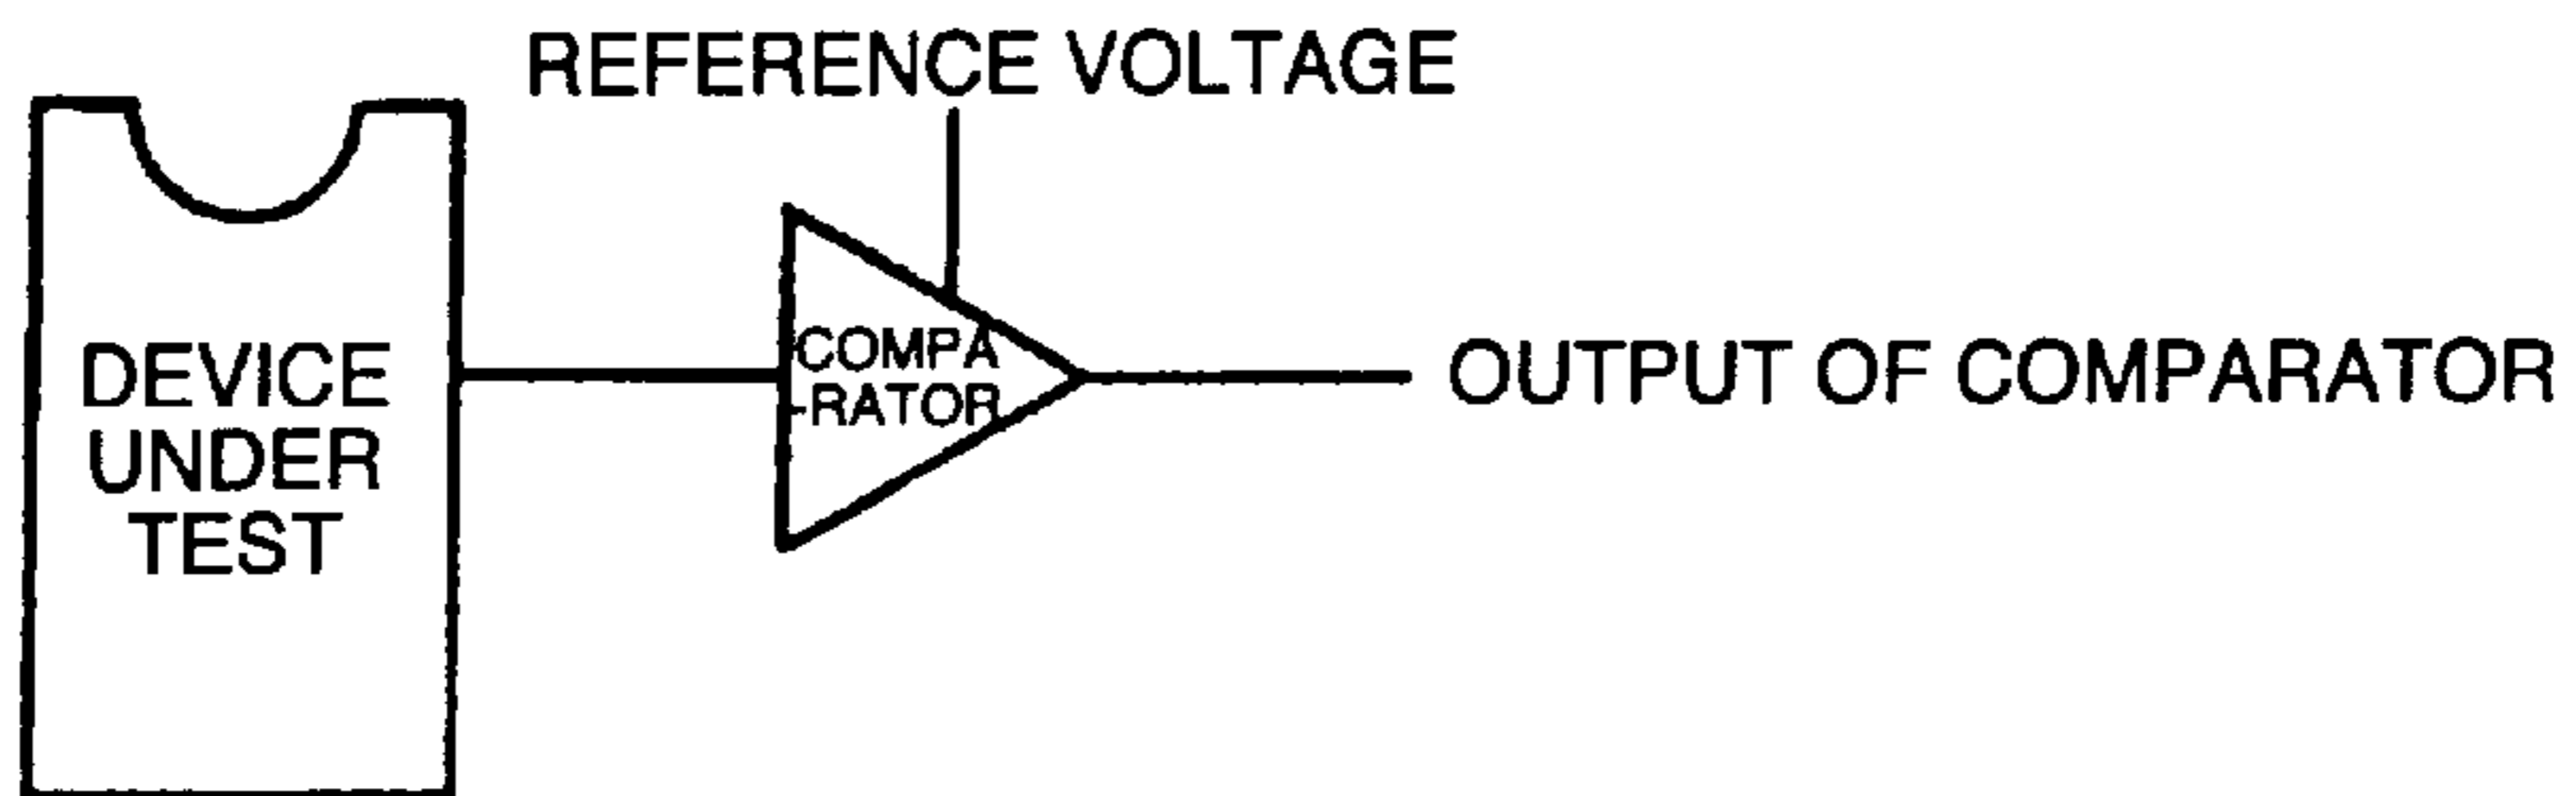 REFERENCE VOLTAGE
DEVICE
UNDER
TEST
COMPA
-RATOR
OUTPUT OF COMPARATOR